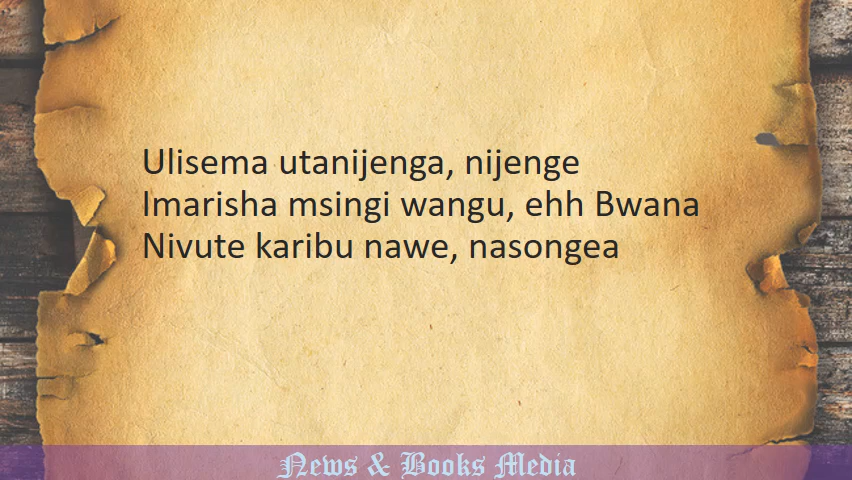 Ulisema utanijenga, nijenge
Imarisha msingi wangu, ehh Bwana
Nivute karibu nawe, nasongea
News & Books Media